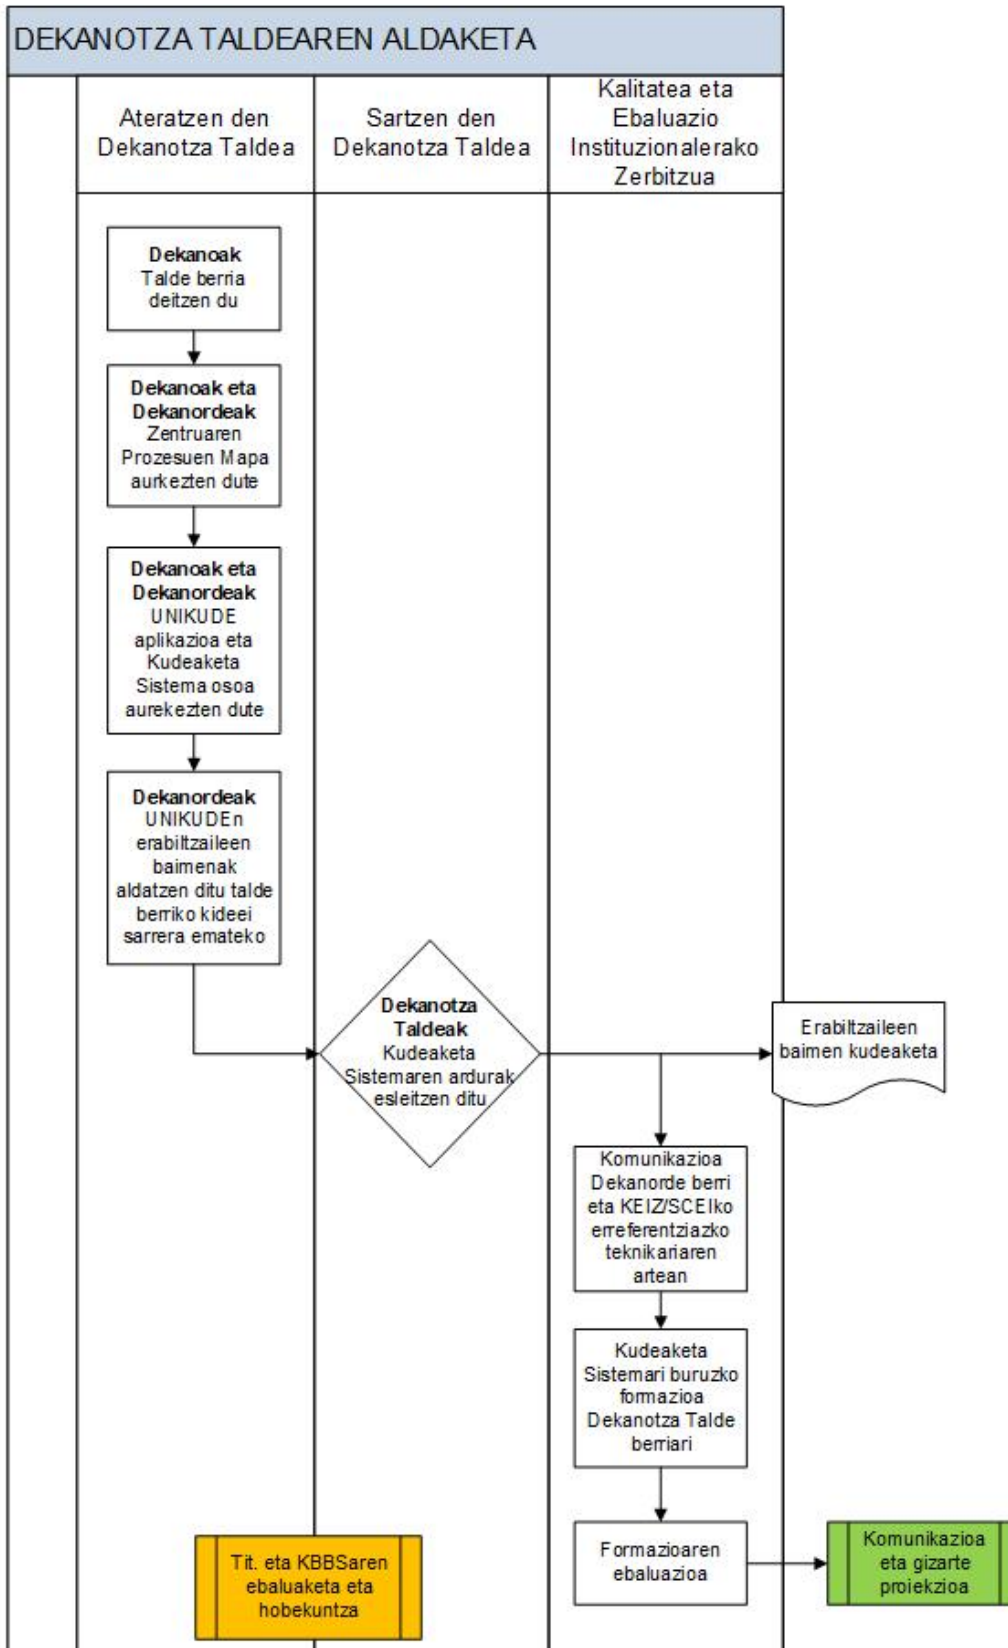 DEKANOTZA TALDEAREN ALDAKETA
Ateratzen den
Dekanotza Taldea
Sartzen den
Dekanotza Taldea
Kalitatea eta
Ebaluazio
Instituzionalerako
Zerbitzua
Dekanoak
Talde berria
deitzen du
Dekanoak eta
Dekanordeak
Zentruaren
Prozesuen Mapa
aurkezten dute
Dekanoak eta
Dekanordeak
UNIKUDE
aplikazioa eta
Kudeaketa
Sistema osoa
aurekezten dute
Dekanordeak
UNIKUDEn
erabiltzaileen
baimenak
aldatzen ditu talde
berriko kideei
sarrera emateko
Dekanotza
Taldeak
Kudeaketa
Sistemaren ardurak
esleitzen ditu
Erabiltzaileen
baimen kudeaketa
Komunikazioa
Dekanorde berri
eta KEIZ/SCEIko
erreferentziazko
teknikariaren
artean
Kudeaketa
Sistemari buruzko
formazioa
Dekanotza Talde
berriari
Formazioaren
ebaluazioa
Komunikazioa
eta gizarte
proiekzioa
Tit. eta KBBSaren
ebaluaketa eta
hobekuntza